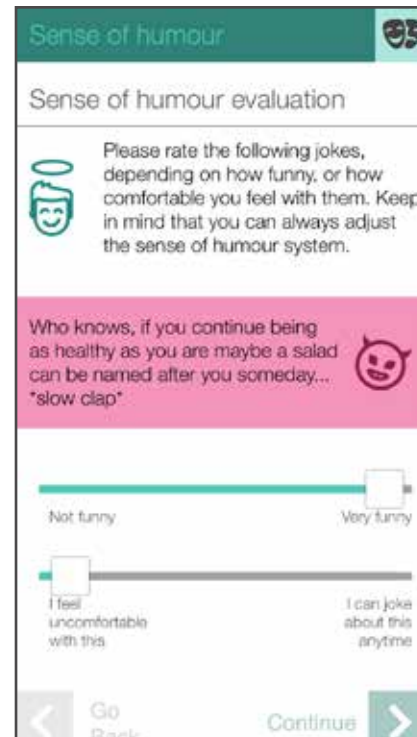 Sense of humour
Sense of humour evaluation
Please rate the following jokes,
depending on how funny, or how
comfortable you feel with them. Keep
in mind that you can always adjust
the sense of humour system.
Who knows, if you continue being
as healthy as you are maybe a salad
can be named after you someday...
*slow clap*
Not funny
Very funny
I feel
uncomfortable
with this
I can joke
about this
anytime
Go
Back
Continue